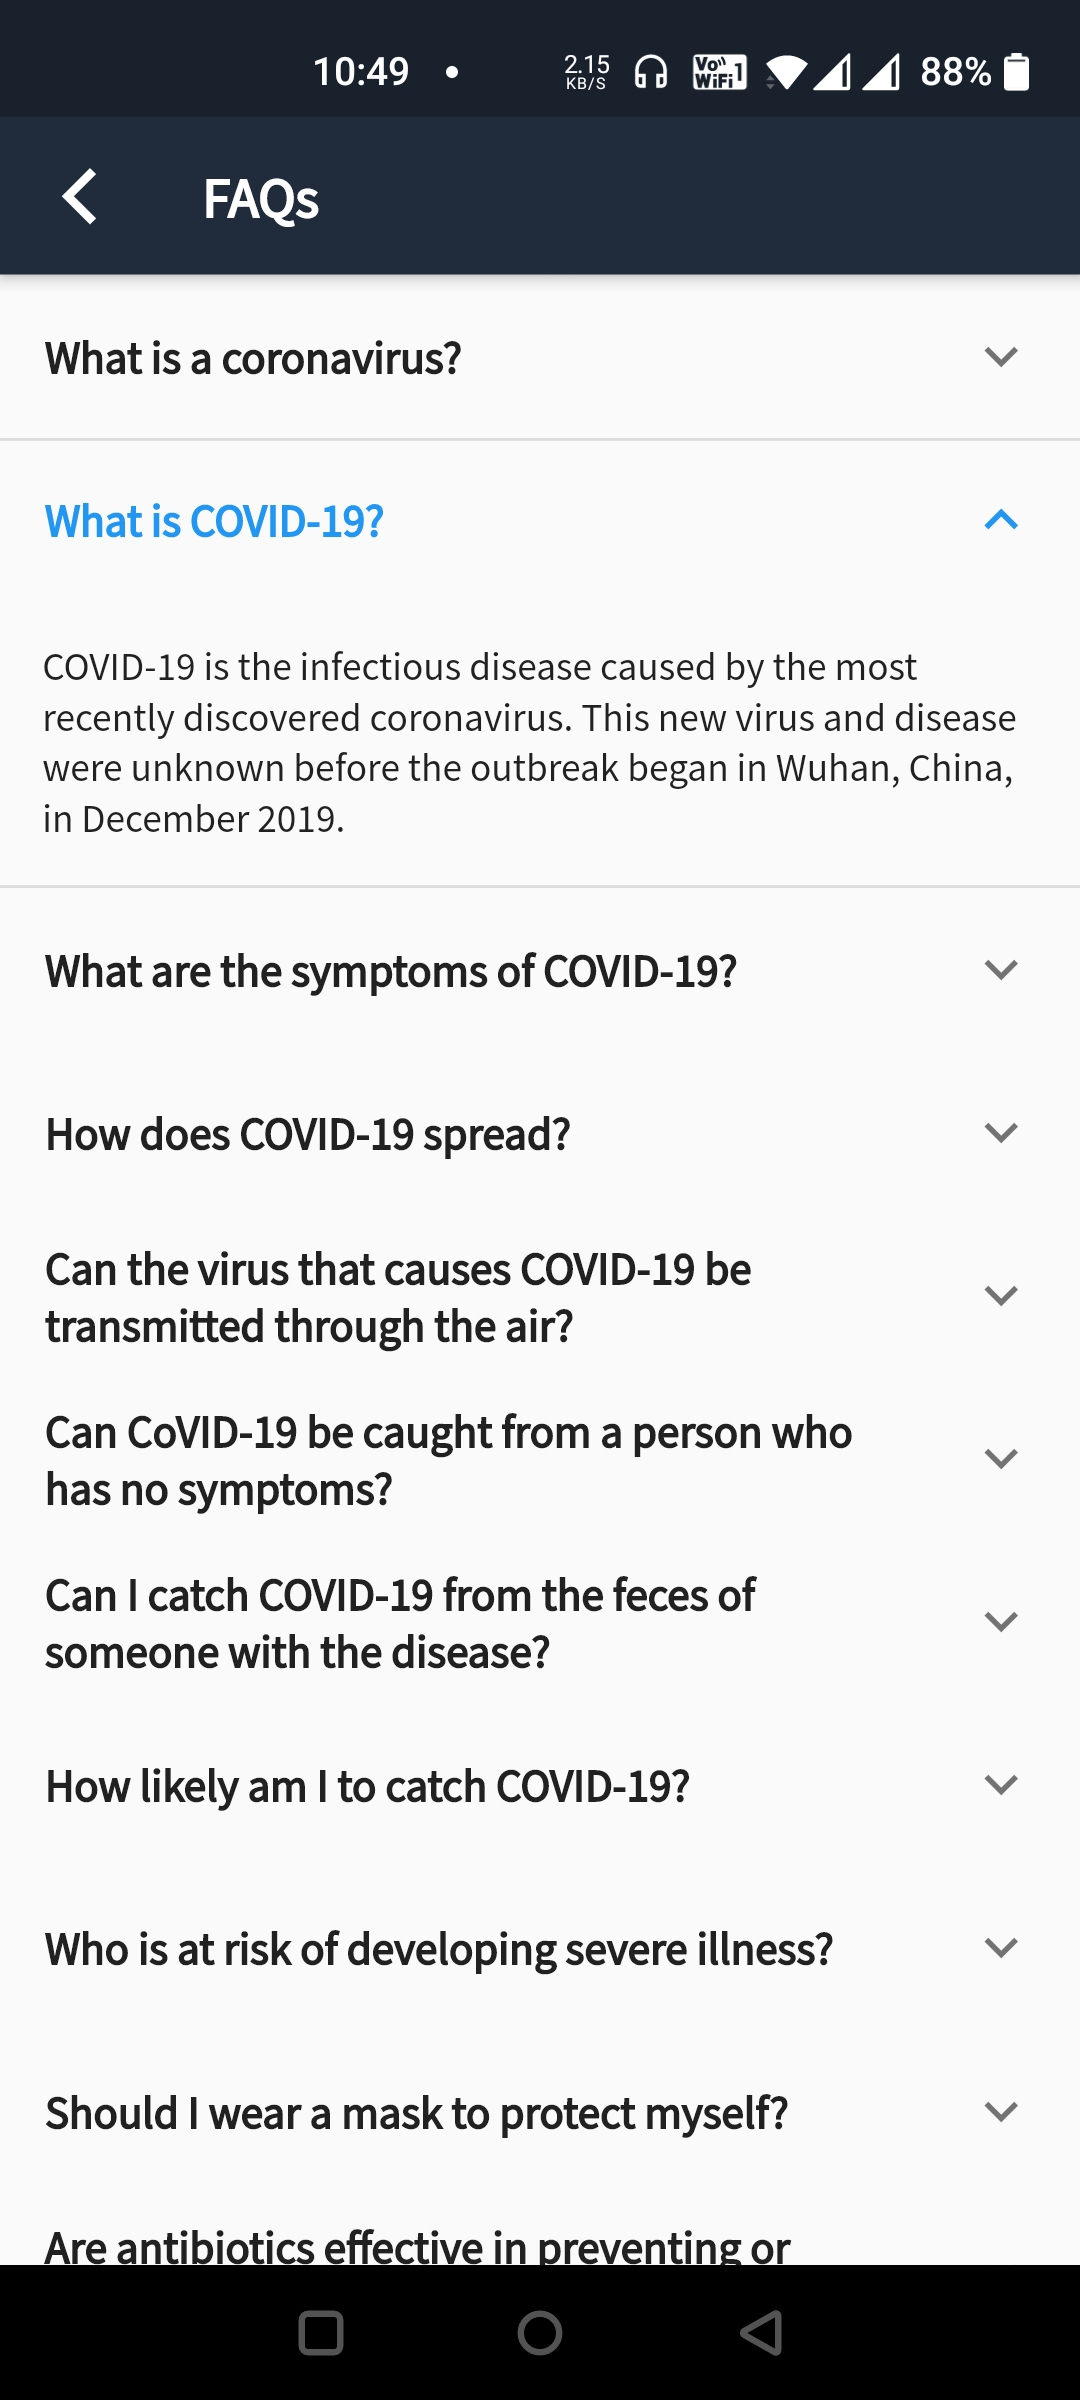 10:49 • 2.15 KB/S Vo)) WiFi 1 88%
FAQs
What is a coronavirus?
What is COVID-19?
COVID-19 is the infectious disease caused by the most
recently discovered coronavirus. This new virus and disease
were unknown before the outbreak began in Wuhan, China,
in December 2019.
What are the symptoms of COVID-19?
How does COVID-19 spread?
Can the virus that causes COVID-19 be
transmitted through the air?
Can CoVID-19 be caught from a person who
has no symptoms?
Can I catch COVID-19 from the feces of
someone with the disease?
How likely am I to catch COVID-19?
Who is at risk of developing severe illness?
Should I wear a mask to protect myself?
Are antibiotics effective in preventing or